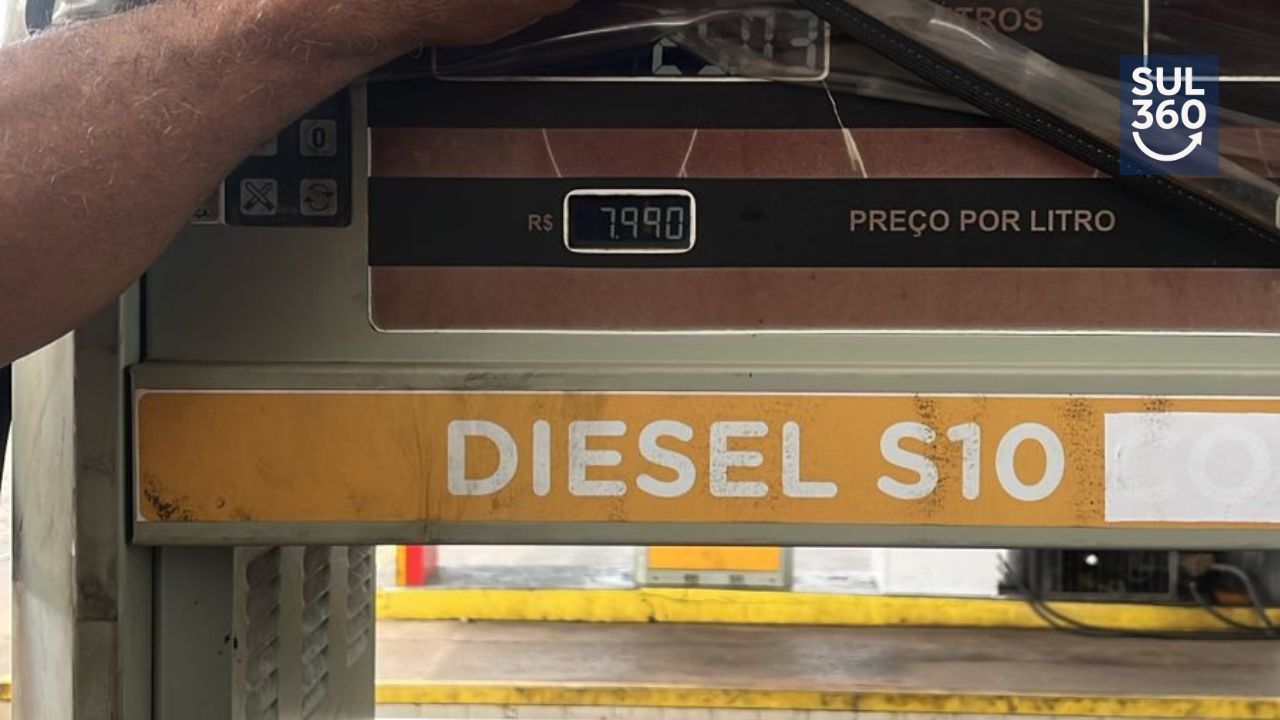 SUL
360
0
R$ 7.990 PREÇO POR LITRO
DIESEL S10